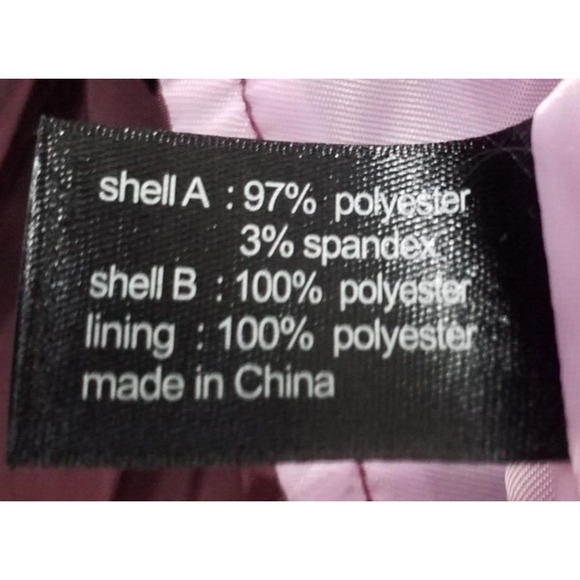 shell A : 97% polyester
3% spandex
shell B : 100% polyester
lining : 100% polyester
made in China